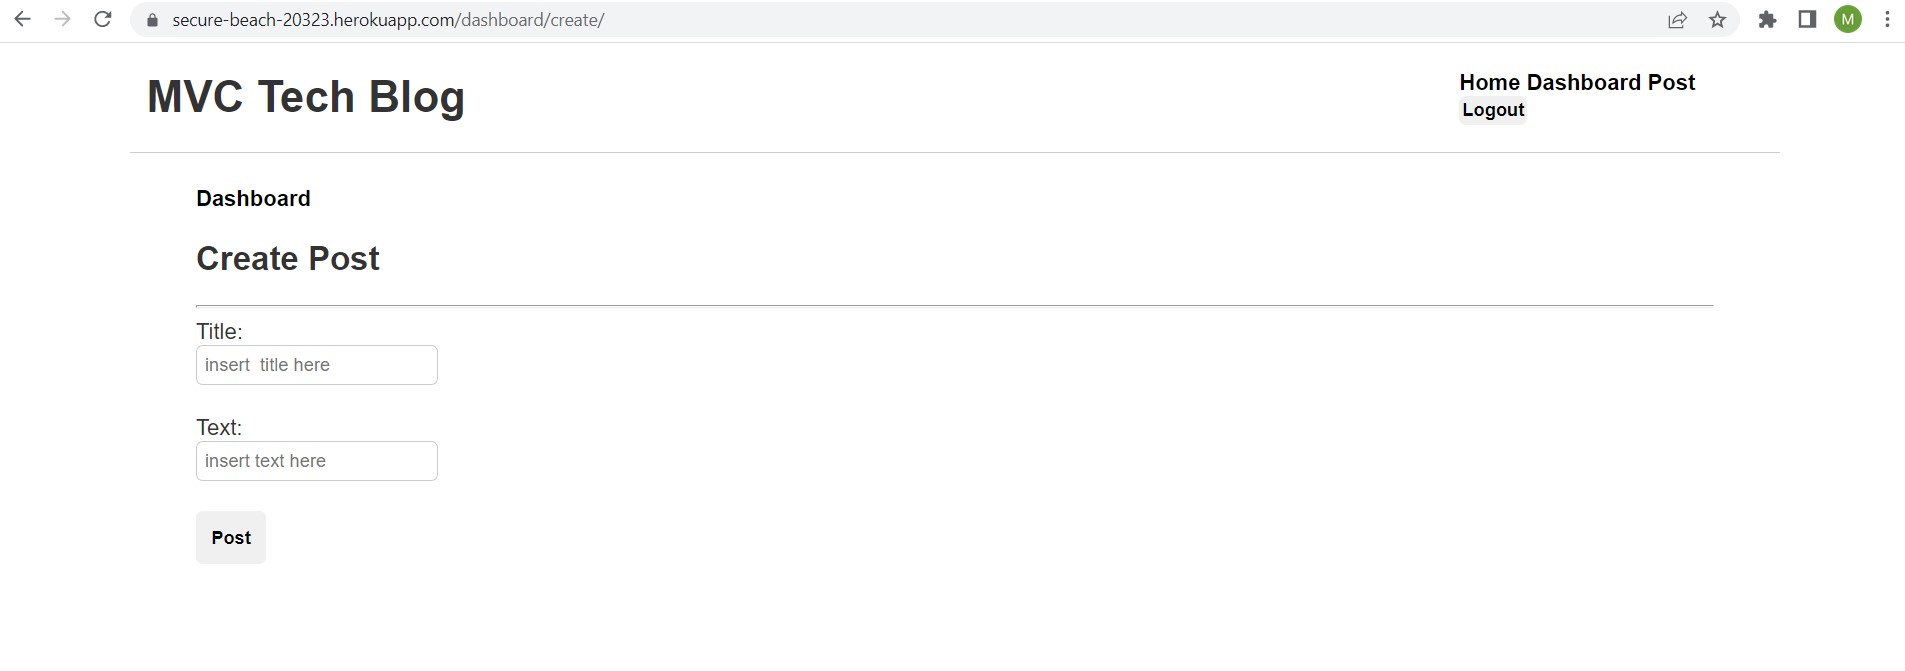 secure-beach-20323.herokuapp.com/dashboard/create/
M
MVC Tech Blog
Home Dashboard Post
Logout
Dashboard
Create Post
Title:
insert  title here
Text:
insert text here
Post